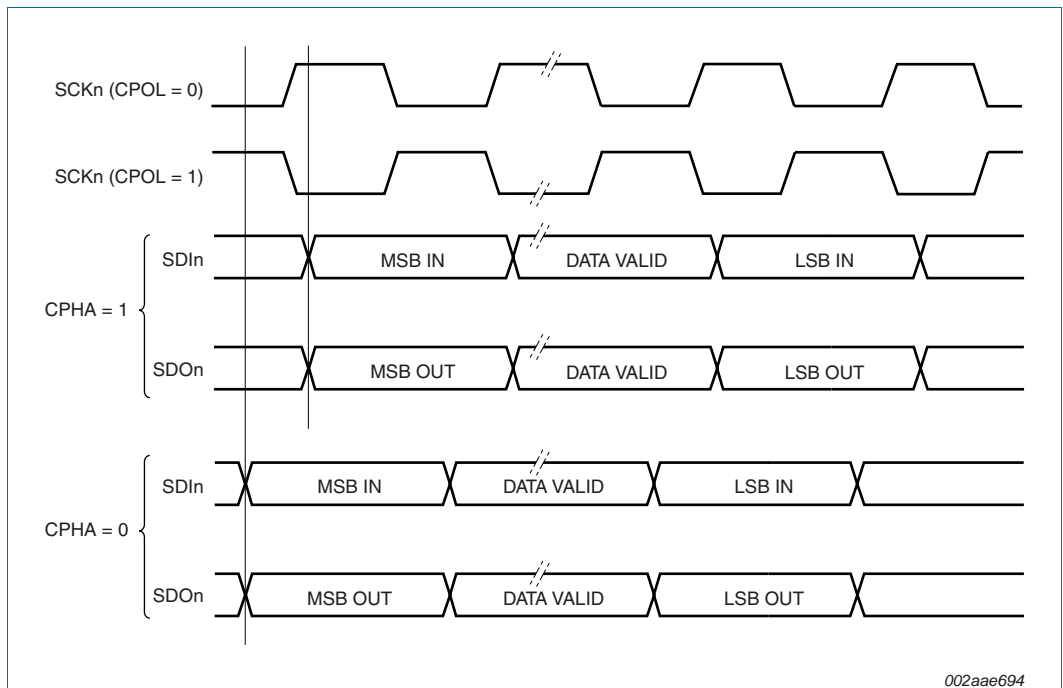 SCKn (CPOL = 0)
SCKn (CPOL = 1)
CPHA = 1
SDIn
MSB IN
DATA VALID
LSB IN
SDOn
MSB OUT
DATA VALID
LSB OUT
CPHA = 0
SDIn
MSB IN
DATA VALID
LSB IN
SDOn
MSB OUT
DATA VALID
LSB OUT
002aae694